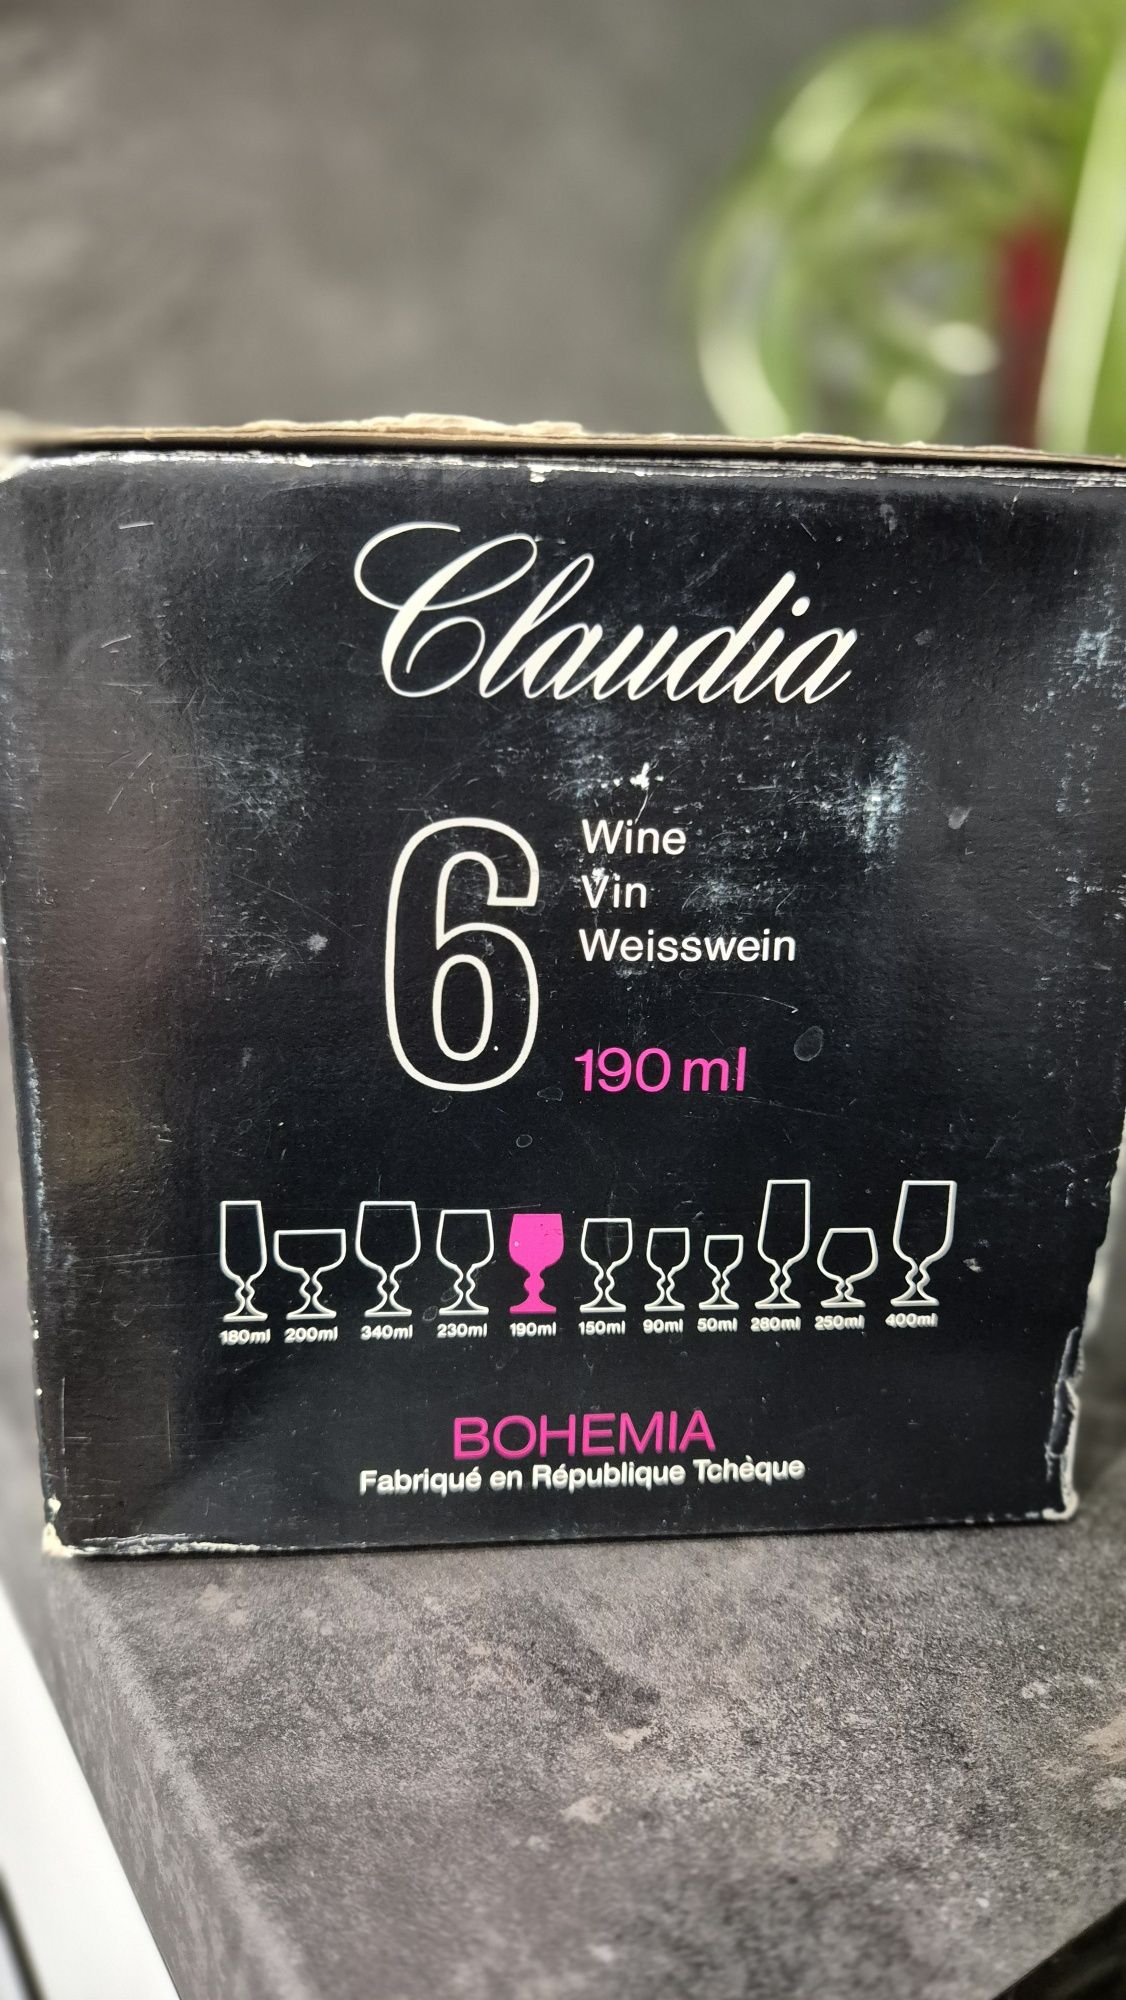 Claudia
6
Wine
Vin
Weisswein
190 ml
180ml 200ml 340ml 230ml 190ml 150ml 90ml 50ml 280ml 250ml 400ml
BOHEMIA
Fabriqué en République Tchèque